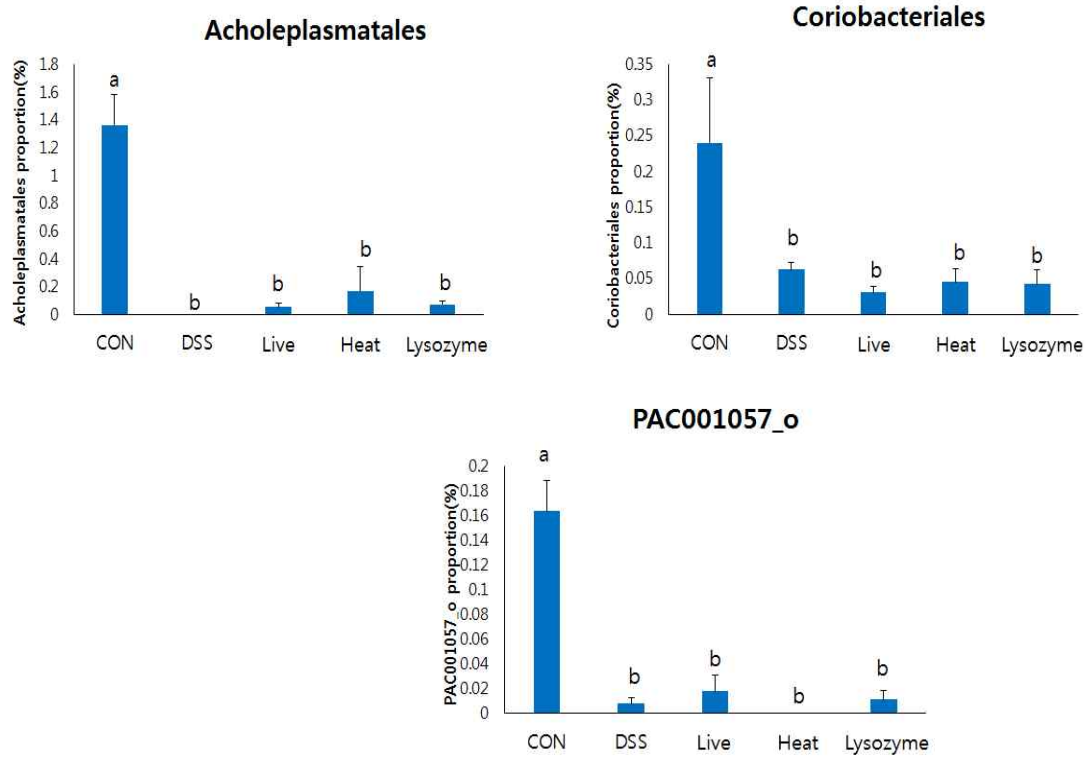 Acholeplasmatales
Acholeplasmatales proportion(%)
1.8
1.6
1.4
1.2
1
0.8
0.6
0.4
0.2
0
a
b
b
b
b
CON DSS Live Heat Lysozyme
Coriobacteriales
Coriobacteriales proportion(%)
0.35
0.3
0.25
0.2
0.15
0.1
0.05
0
a
b
b
b
b
CON DSS Live Heat Lysozyme
PAC001057_o
PAC001057_o proportion(%)
0.2
0.18
0.16
0.14
0.12
0.1
0.08
0.06
0.04
0.02
0
a
b
b
b
b
CON DSS Live Heat Lysozyme